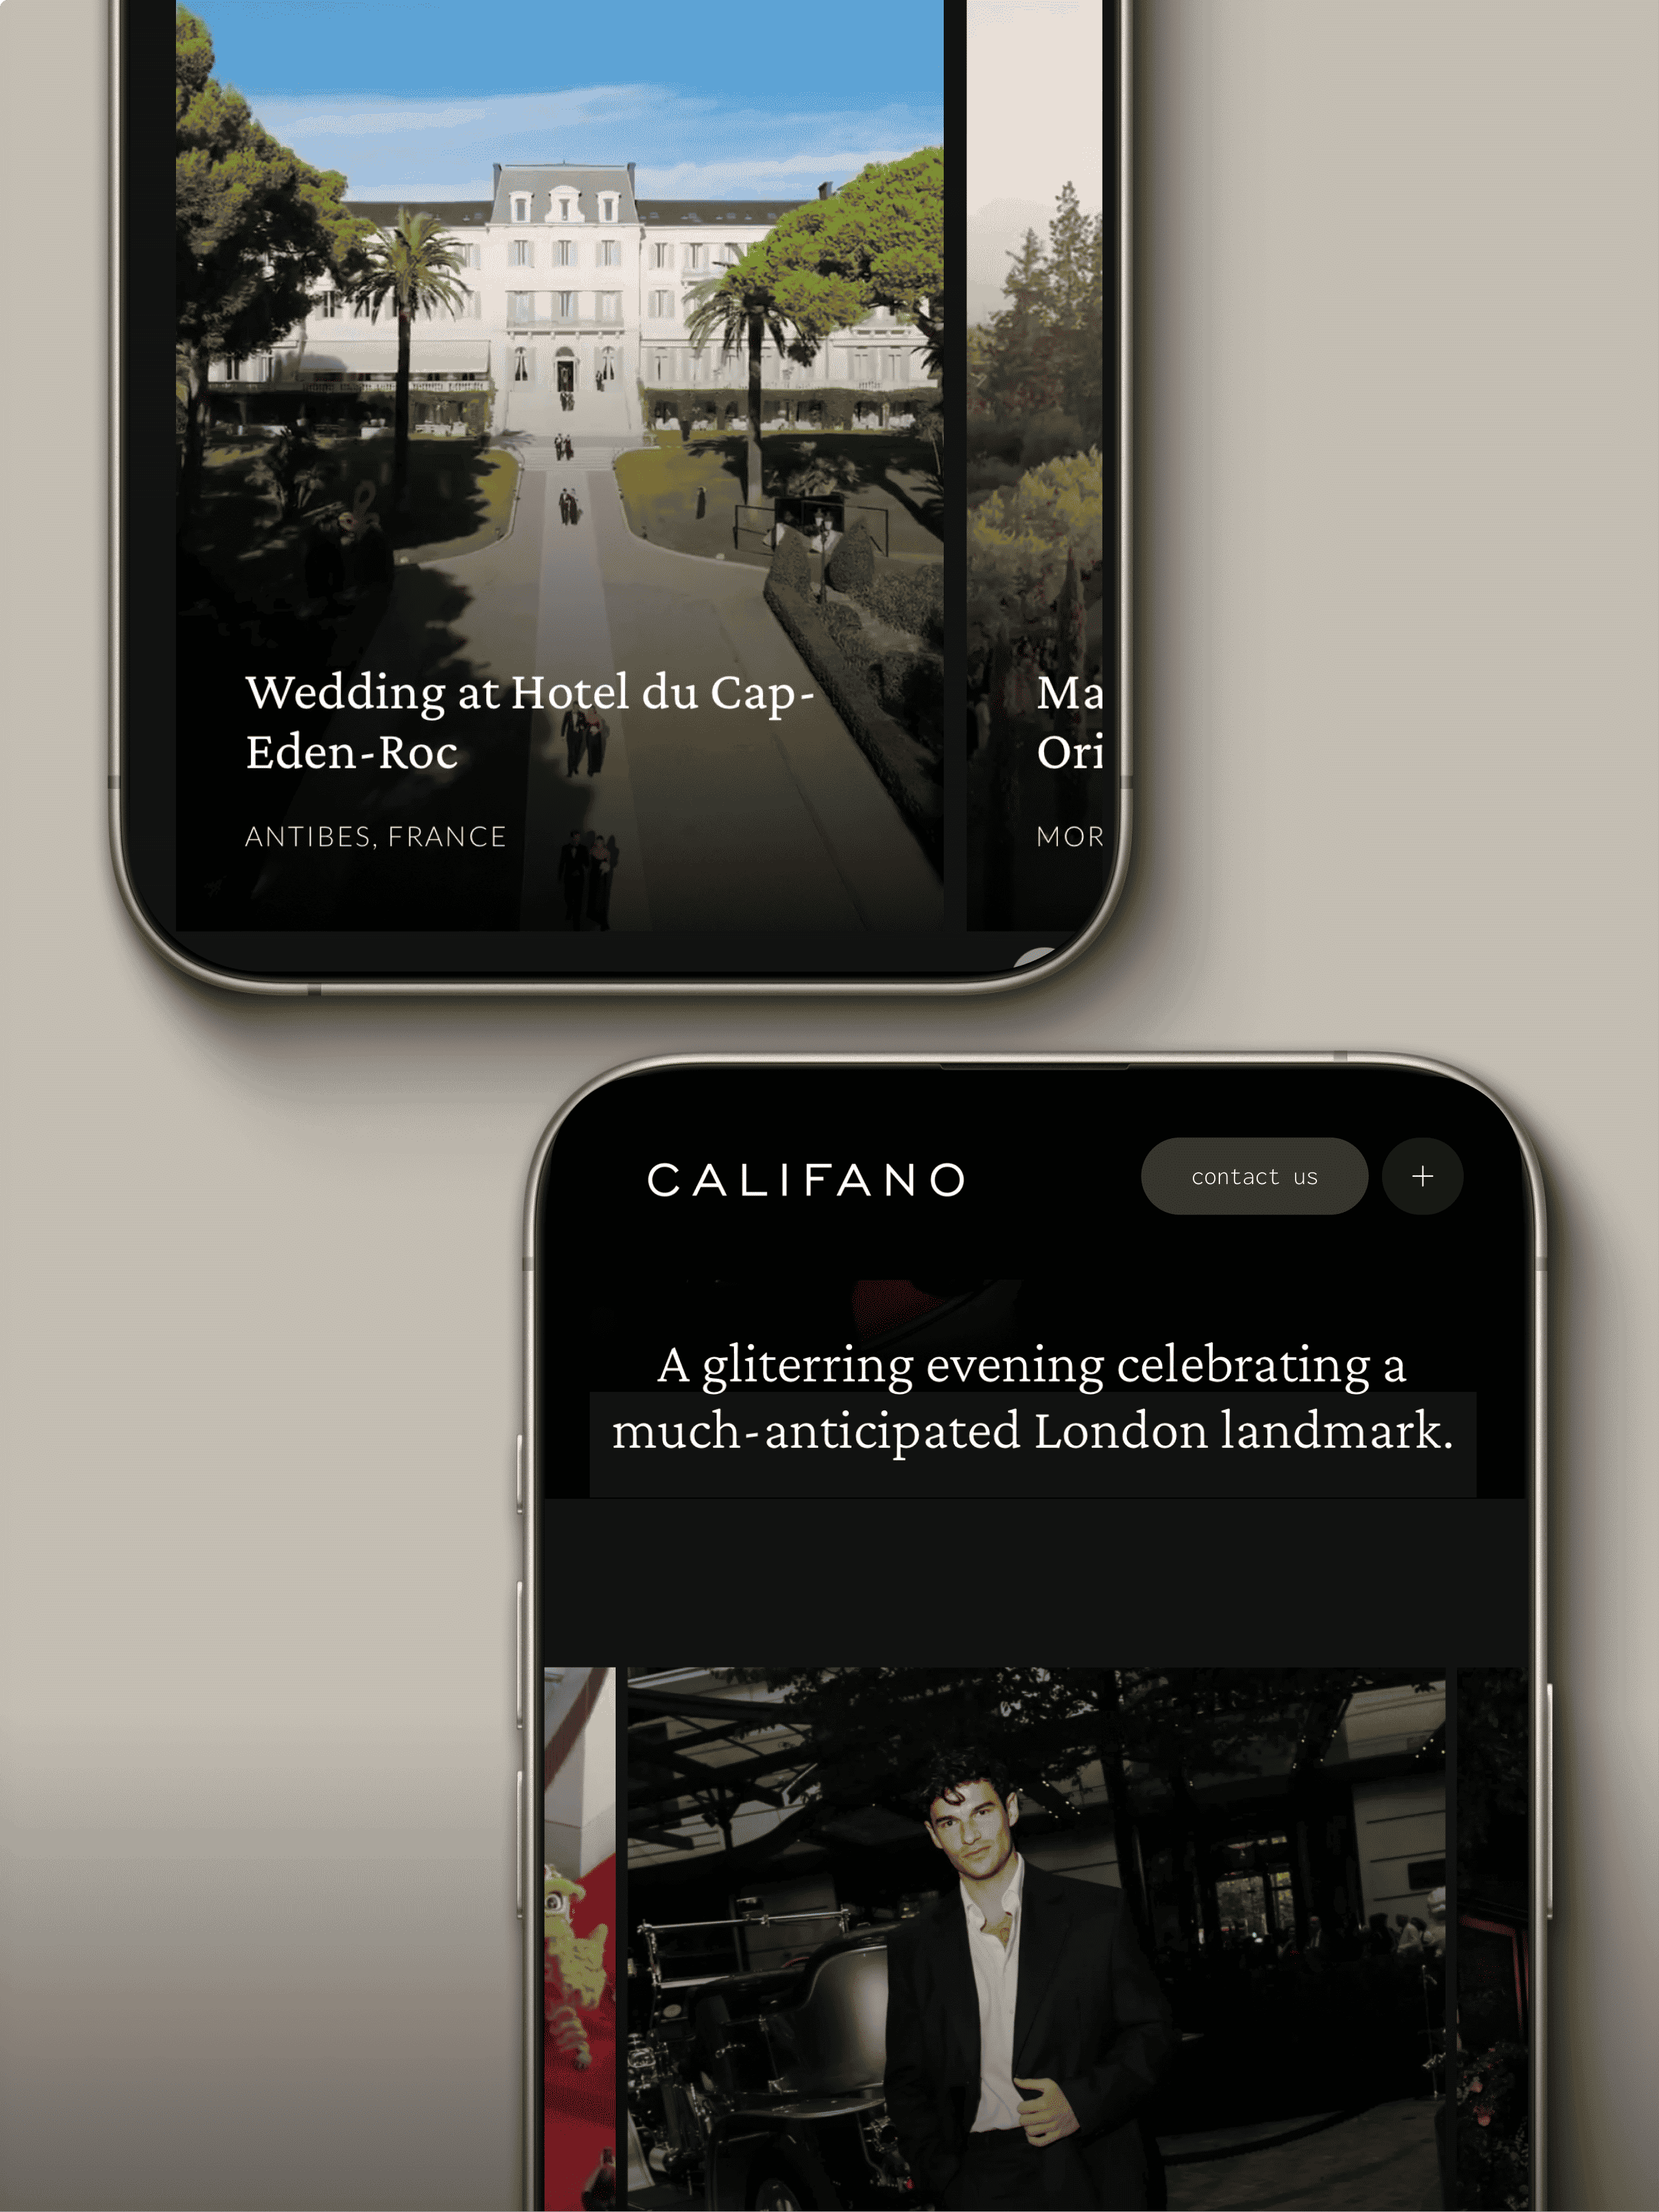 Wedding at Hotel du Cap-
Eden-Roc
ANTIBES, FRANCE
Ma
Ori
MOR
CALIFANO
contact us
+
A gliterring evening celebrating a
much-anticipated London landmark.